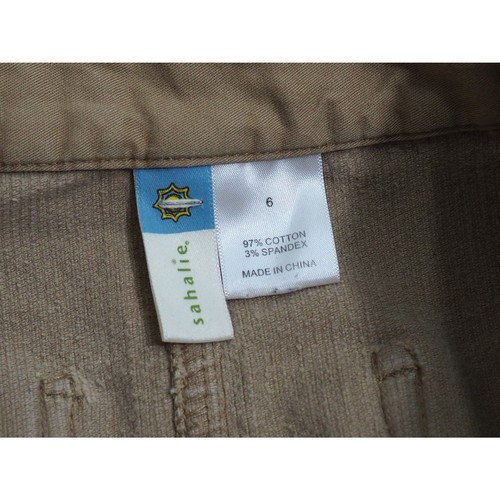 sahalie®
6
97% COTTON
3% SPANDEX
MADE IN CHINA